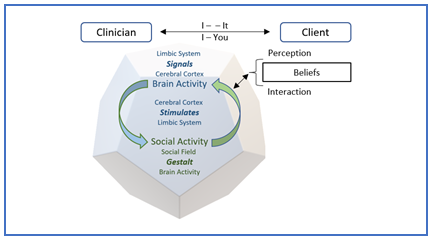 Clinician
I – – It
I – You
Client
Limbic System
Signals
Cerebral Cortex
Brain Activity
Cerebral Cortex
Stimulates
Limbic System
Social Activity
Social Field
Gestalt
Brain Activity
Perception
Beliefs
Interaction